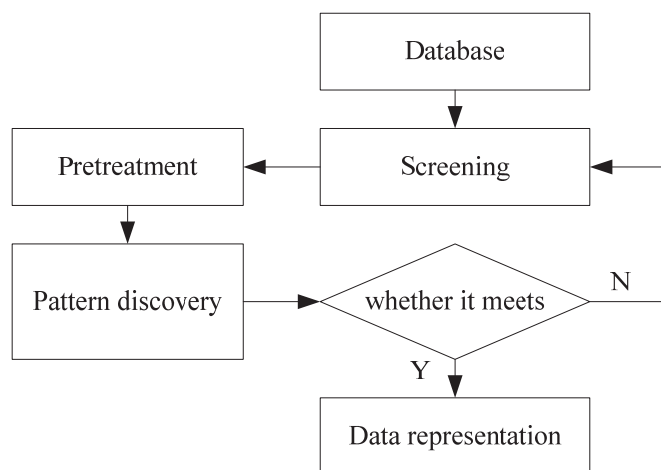 Database
Pretreatment
Screening
Pattern discovery
whether it meets
N
Y
Data representation